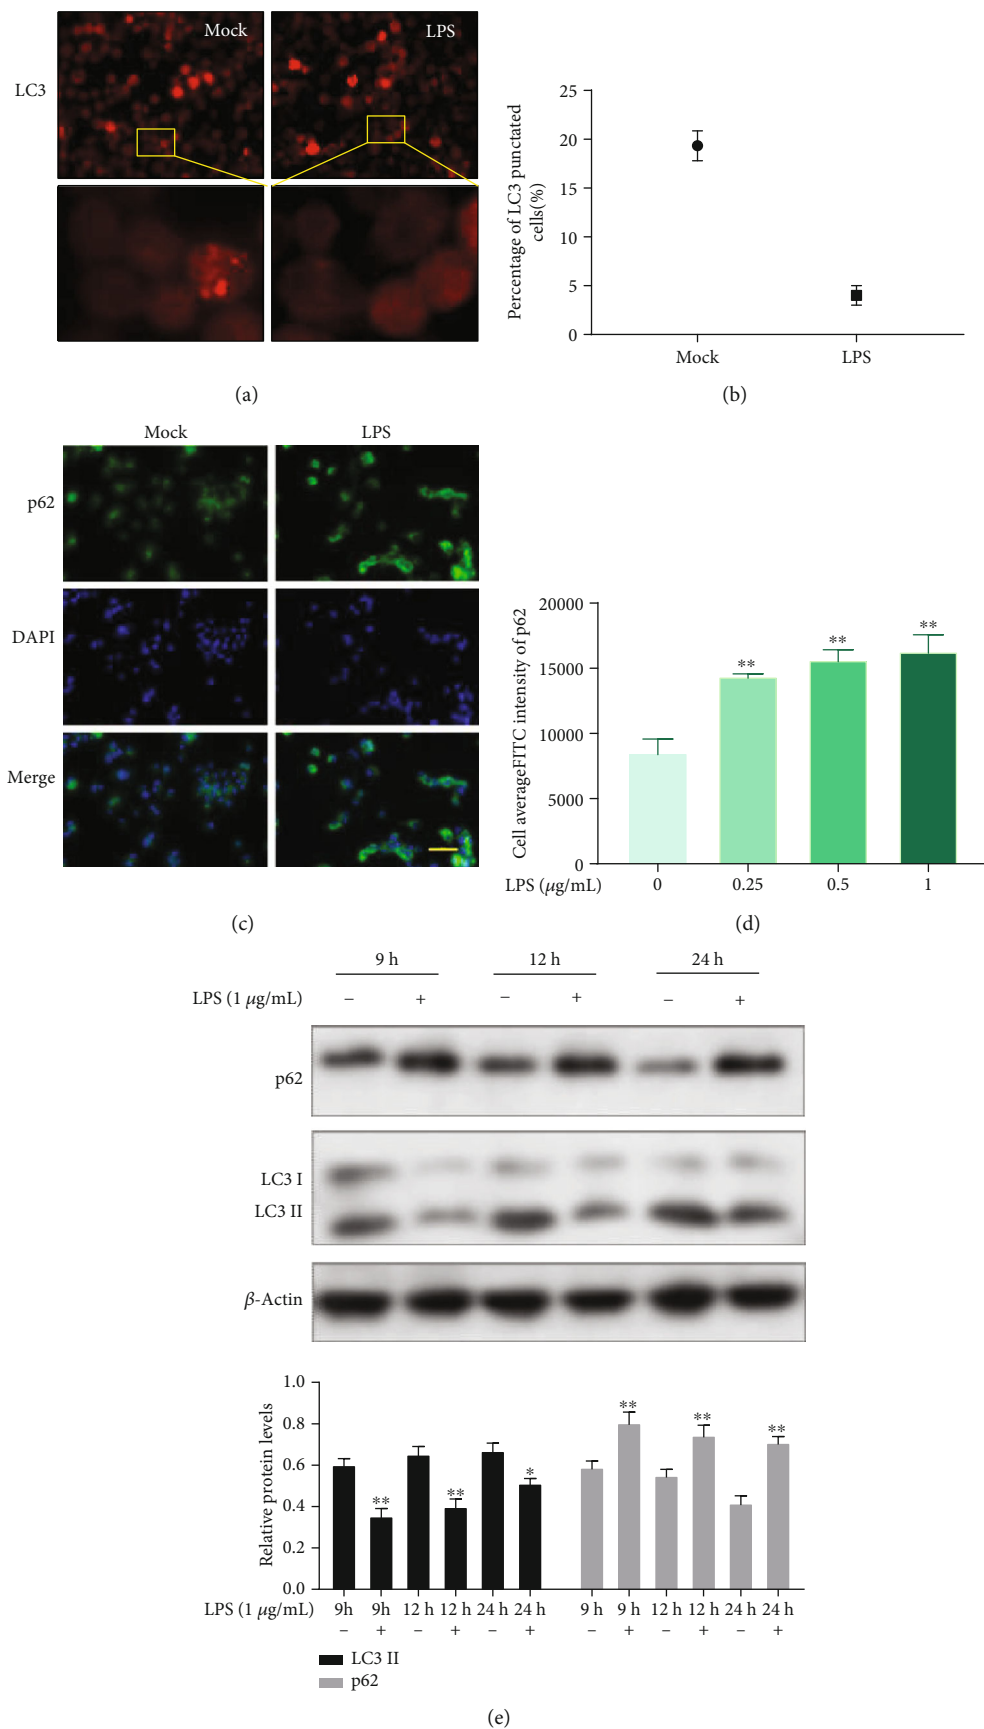 Mock
LPS
LC3
(a)
Percentage of LC3 punctated
cells(%)
25
20
15
10
5
0
Mock
LPS
(b)
Mock
LPS
p62
DAPI
Merge
(c)
Cell averageFITC intensity of p62
20000
15000
10000
5000
0
**
**
**
LPS (μg/mL)
0
0.25
0.5
1
(d)
9 h
12 h
24 h
LPS (1 μg/mL)
– + – + – +
p62
LC3 I
LC3 II
β-Actin
Relative protein levels
1.0
0.8
0.6
0.4
0.2
0.0
**
**
*
**
**
**
LPS (1 μg/mL)
9h 9h 12 h 12 h 24 h 24 h 9 h 9 h 12 h 12 h 24 h 24 h
– + – + – + – + – + – +
LC3 II
p62
(e)